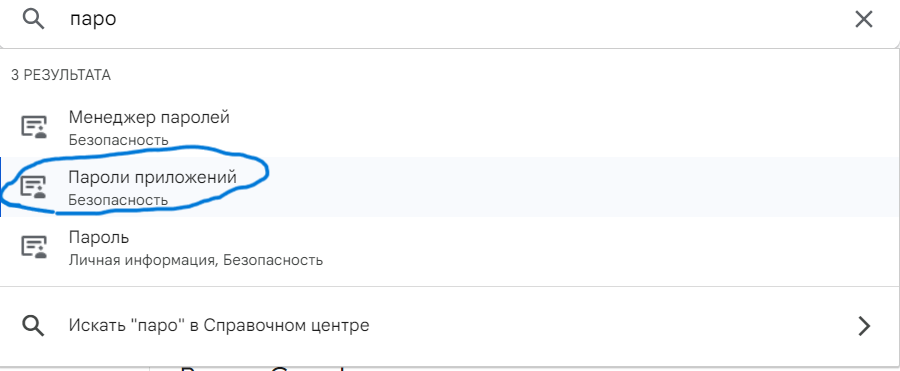 паро
3 РЕЗУЛЬТАТА
Менеджер паролей
Безопасность
Пароли приложений
Безопасность
Пароль
Личная информация, Безопасность
Искать "паро" в Справочном центре